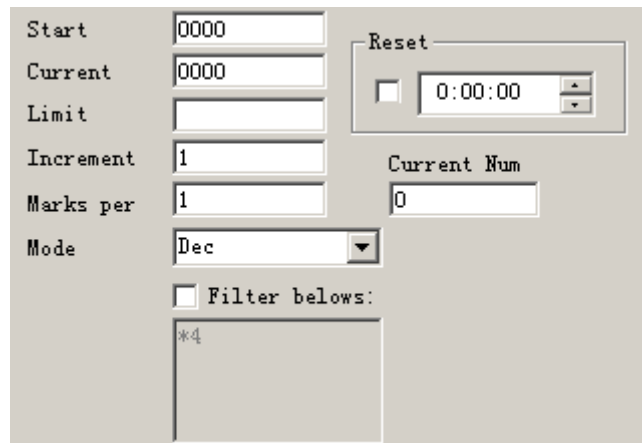 Start 0000
Reset
Current 0000
0:00:00
Limit
Increment 1
Current Num
Marks per 1
0
Mode Dec
Filter belows:
*4